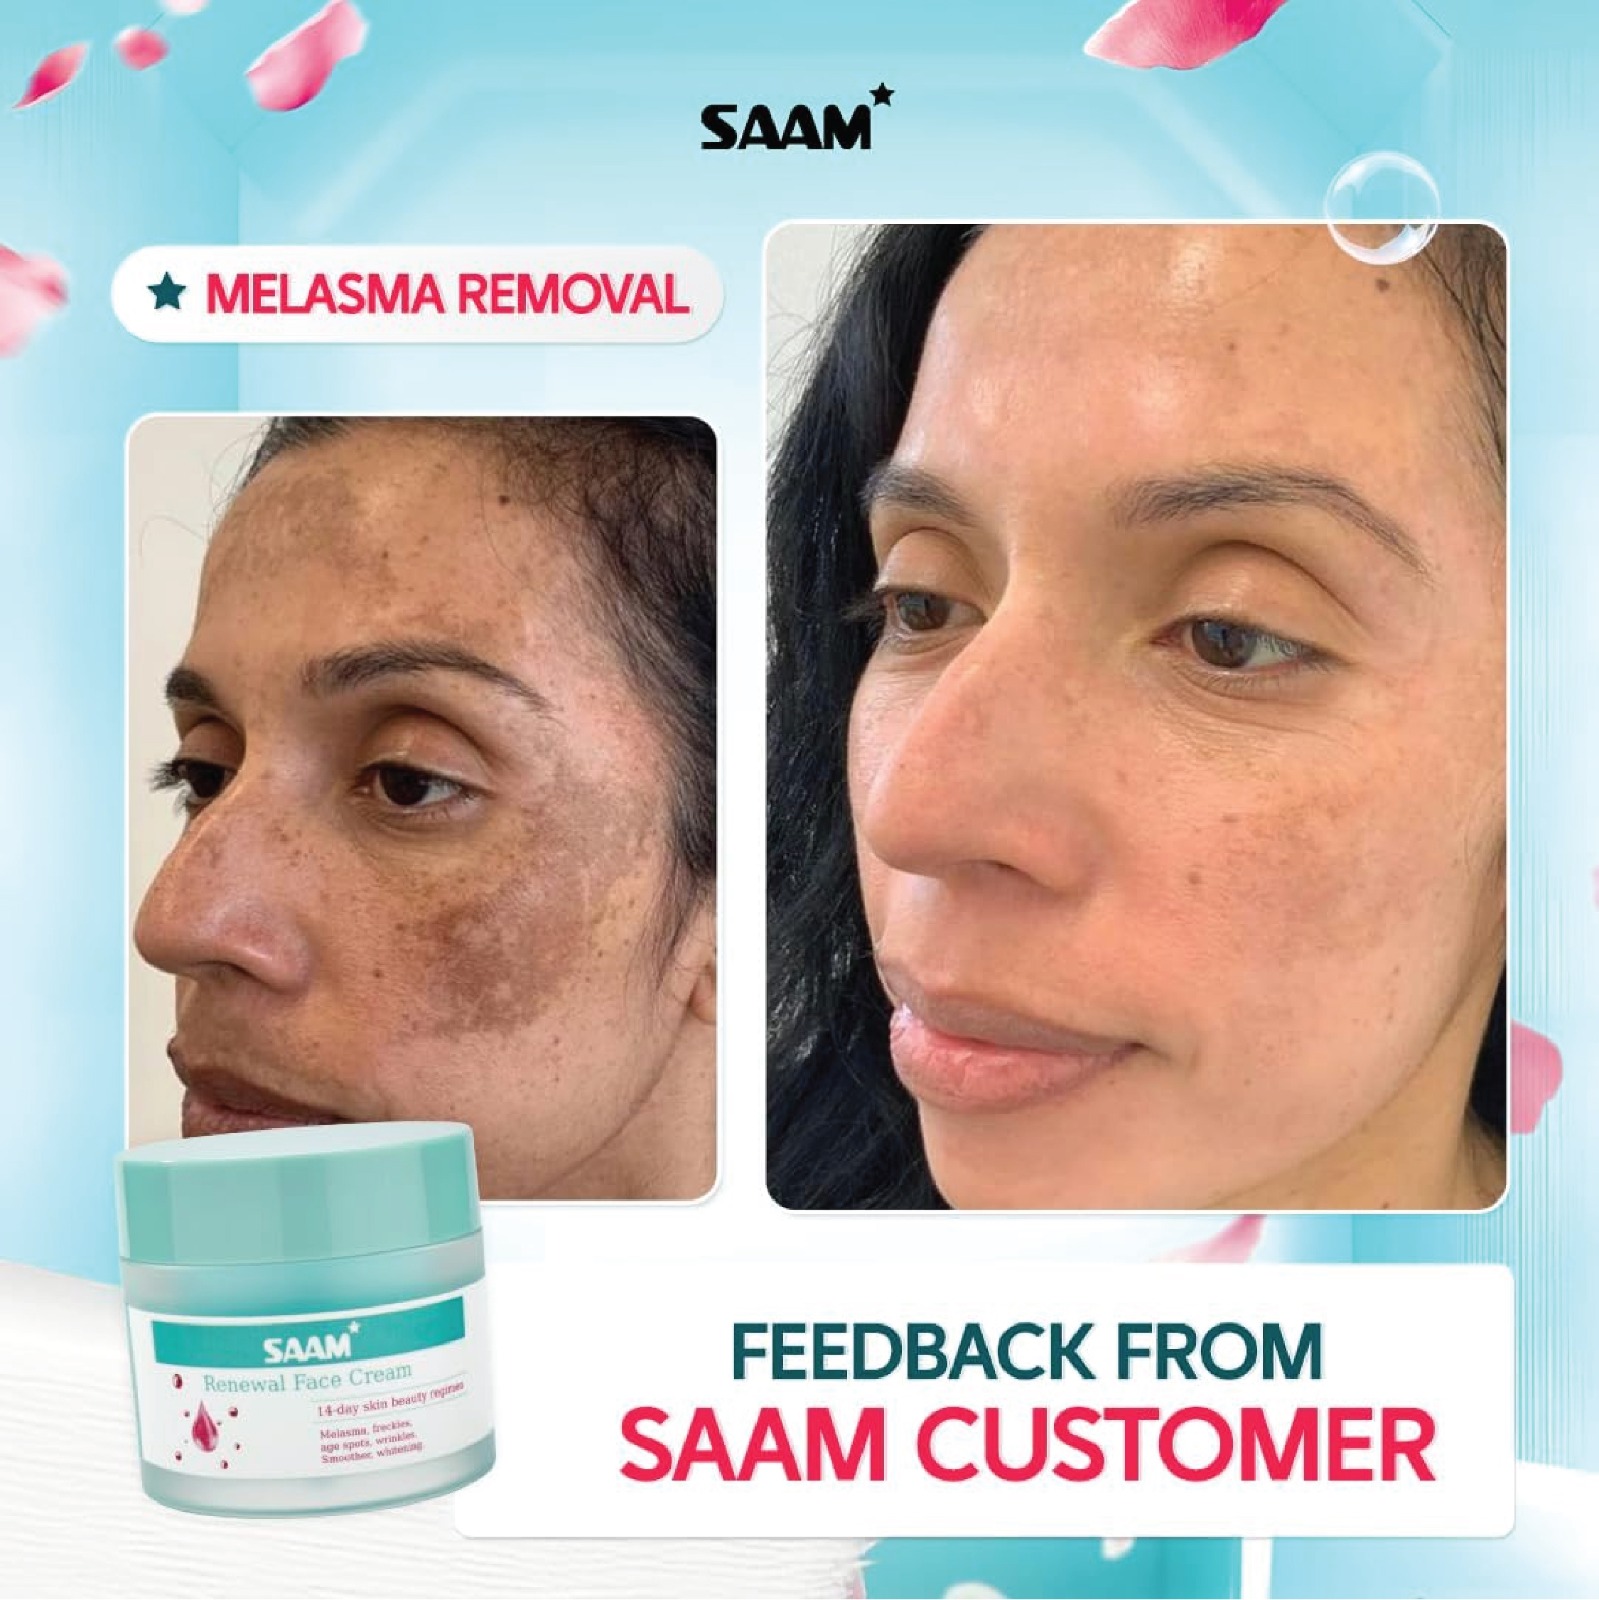 SAAM
MELASMA REMOVAL
SAAM
Renewal Face Cream
14-day skin beauty regimen
Melasma, freckles,
age spots, wrinkles.
Smoother, whitening.
FEEDBACK FROM
SAAM CUSTOMER